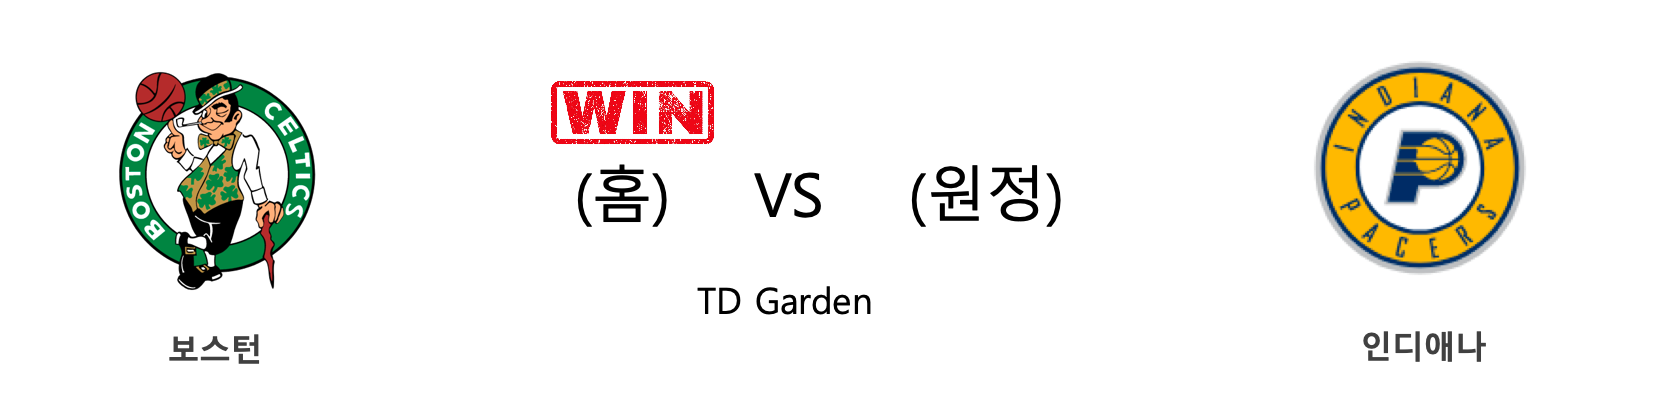 BOSTON CELTICS
WIN
(홈) VS (원정)
TD Garden
보스턴
INDIANA
PACERS
인디애나